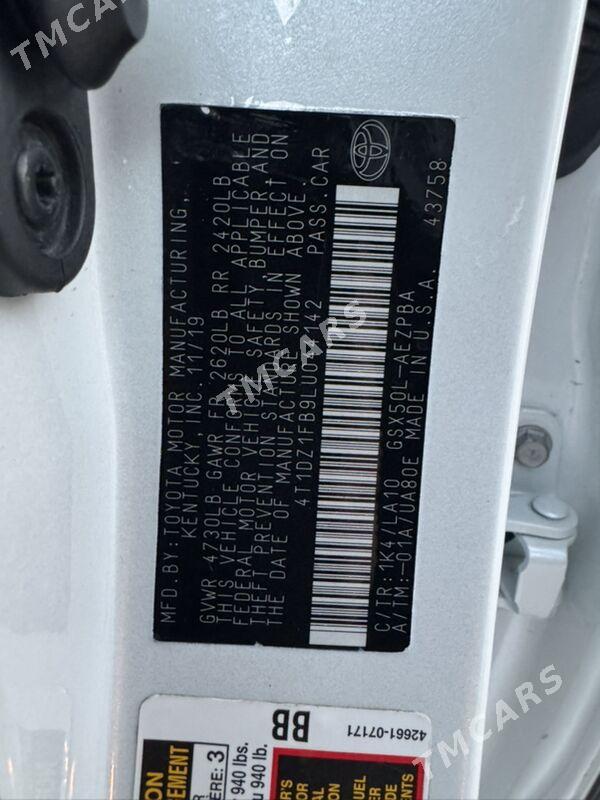 MFD.BY:TOYOTA MOTOR MANUFACTURING,
KENTUCKY, INC. 11/19
GVWR 4730LB GAWR FR 2620LB RR 2420LB
THIS VEHICLE CONFORMS TO ALL APPLICABLE
FEDERAL MOTOR VEHICLE SAFETY, BUMPER AND
THEFT PREVENTION STANDARDS IN EFFECT ON
THE DATE OF MANUFACTURE SHOWN ABOVE.
PASS.CAR
C/TR:1K4/LA10 GSX50L-AEZPBA
A/TM:-01A/UA80E MADE IN U.S.A. 43758
BB
42661-07171
3
940 lbs.
940 lb.
TMCARS
TMCARS
TMCARS
TMCARS
TMCARS